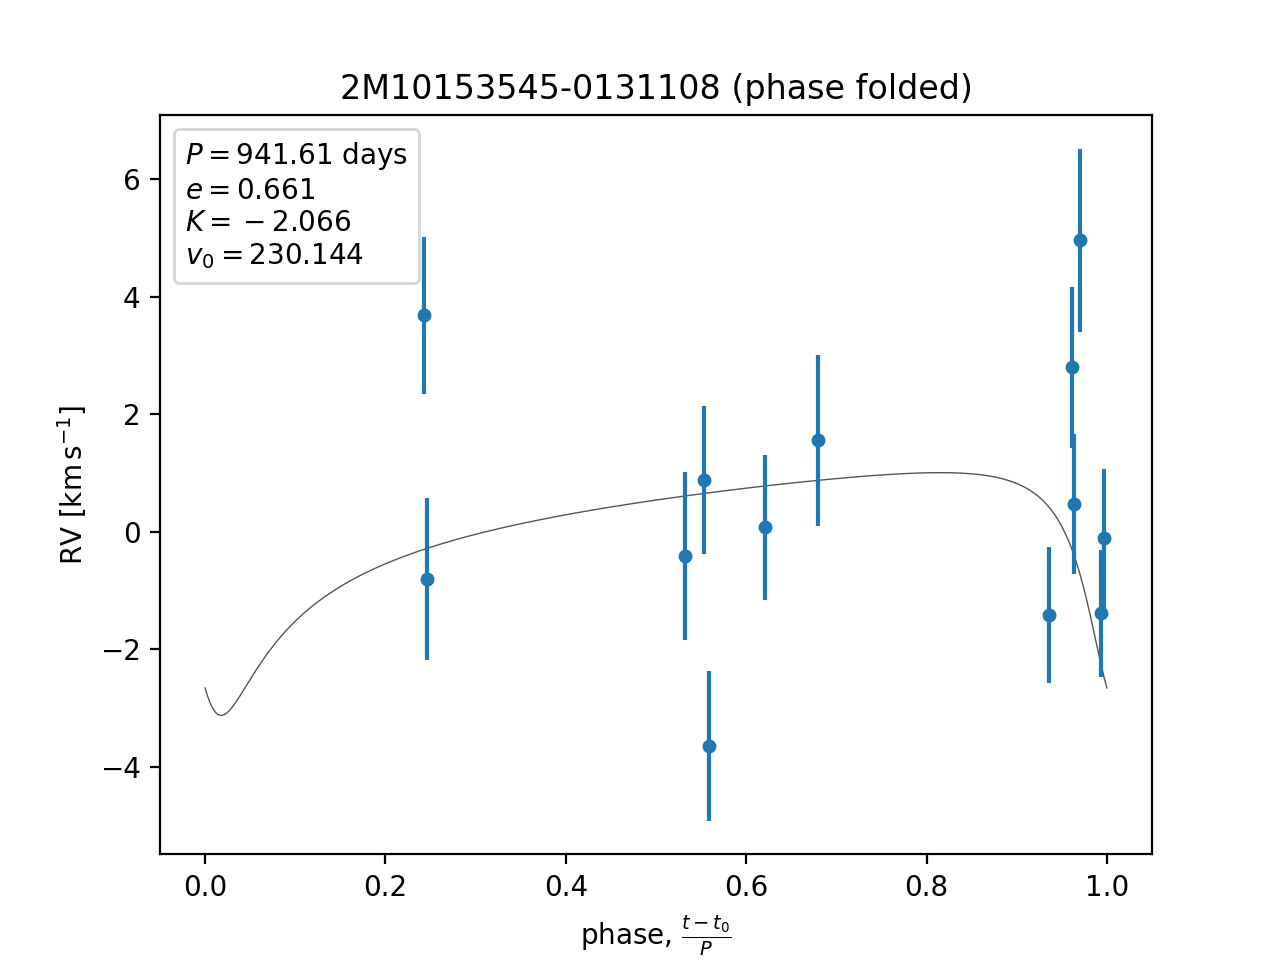 2M10153545-0131108 (phase folded)
P = 941.61 days
e = 0.661
K = −2.066
v₀ = 230.144
6
4
2
0
−2
−4
RV [km s⁻¹]
0.0 0.2 0.4 0.6 0.8 1.0
phase, (t − t₀)/P